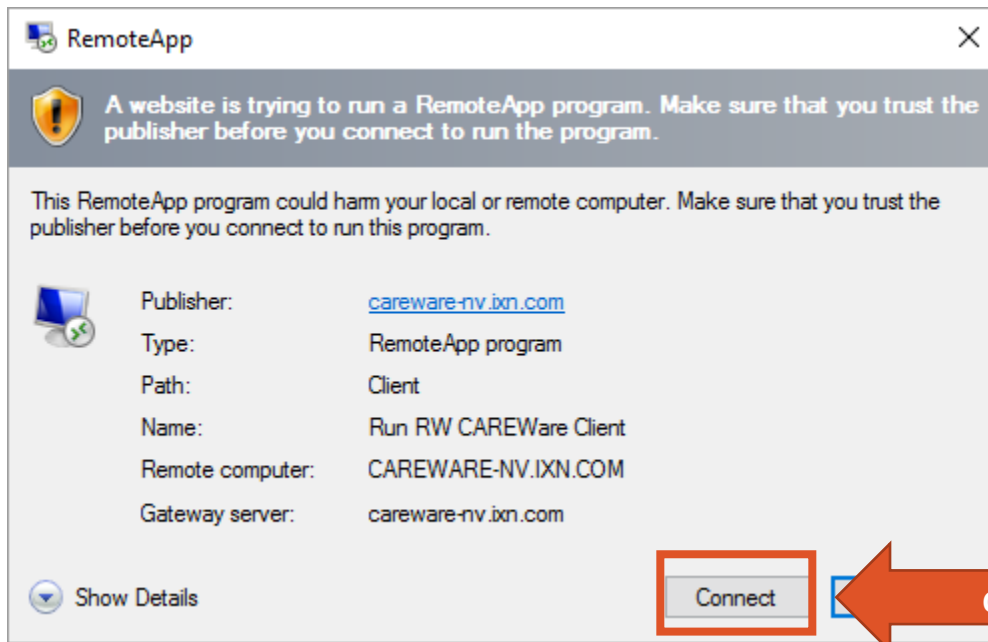 RemoteApp
A website is trying to run a RemoteApp program. Make sure that you trust the
publisher before you connect to run the program.
This RemoteApp program could harm your local or remote computer. Make sure that you trust the
publisher before you connect to run this program.
Publisher: careware-nv.ixn.com
Type: RemoteApp program
Path: Client
Name: Run RW CAREWare Client
Remote computer: CAREWARE-NV.IXN.COM
Gateway server: careware-nv.ixn.com
Show Details Connect